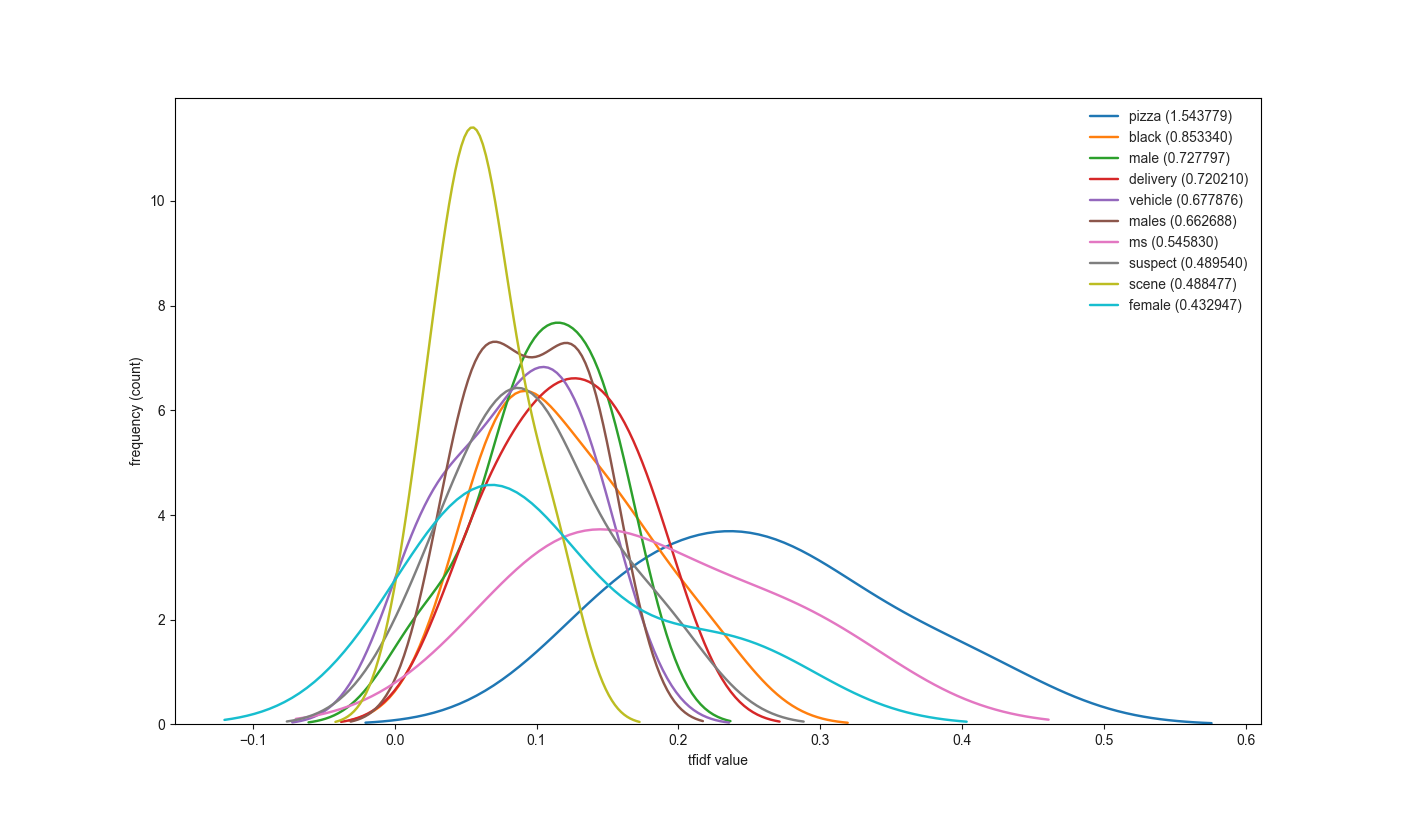 pizza (1.543779)
black (0.853340)
male (0.727797)
delivery (0.720210)
vehicle (0.677876)
males (0.662688)
ms (0.545830)
suspect (0.489540)
scene (0.488477)
female (0.432947)
10
8
6
4
2
0
frequency (count)
−0.1 0.0 0.1 0.2 0.3 0.4 0.5 0.6
tfidf value